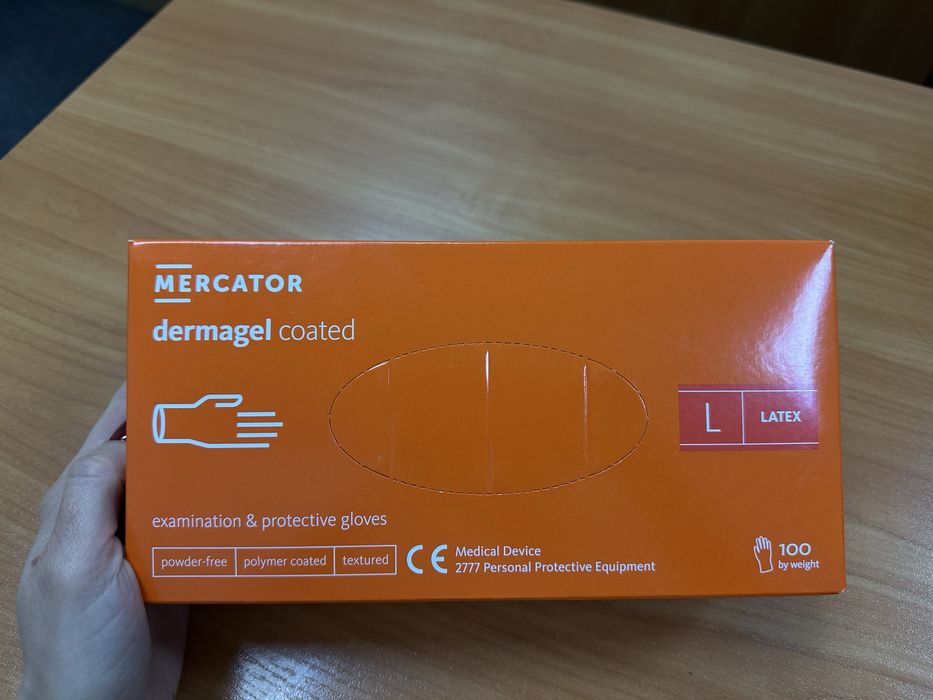 MERCATOR
dermagel coated
L LATEX
examination & protective gloves
powder-free polymer coated textured
CE Medical Device
2777 Personal Protective Equipment
100
by weight